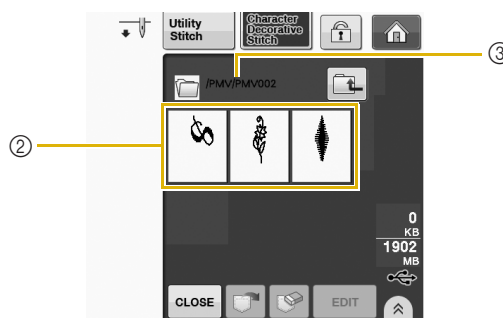 Utility
Stitch
Character
Decorative
Stitch
③
/PMV/PMV002
②
0
KB
1902
MB
CLOSE
EDIT